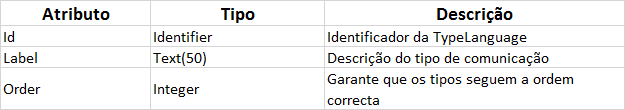 Atributo Tipo Descrição
Id Identifier Identificador da TypeLanguage
Label Text(50) Descrição do tipo de comunicação
Order Integer Garante que os tipos seguem a ordem
correcta